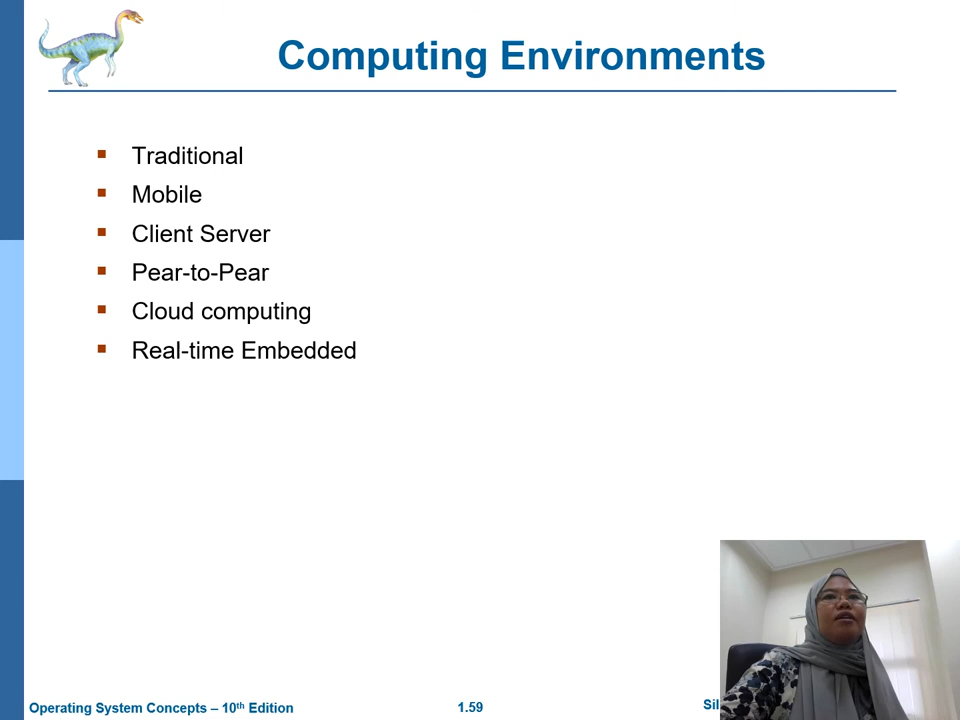 Computing Environments
Traditional
Mobile
Client Server
Pear-to-Pear
Cloud computing
Real-time Embedded
Operating System Concepts – 10th Edition
1.59